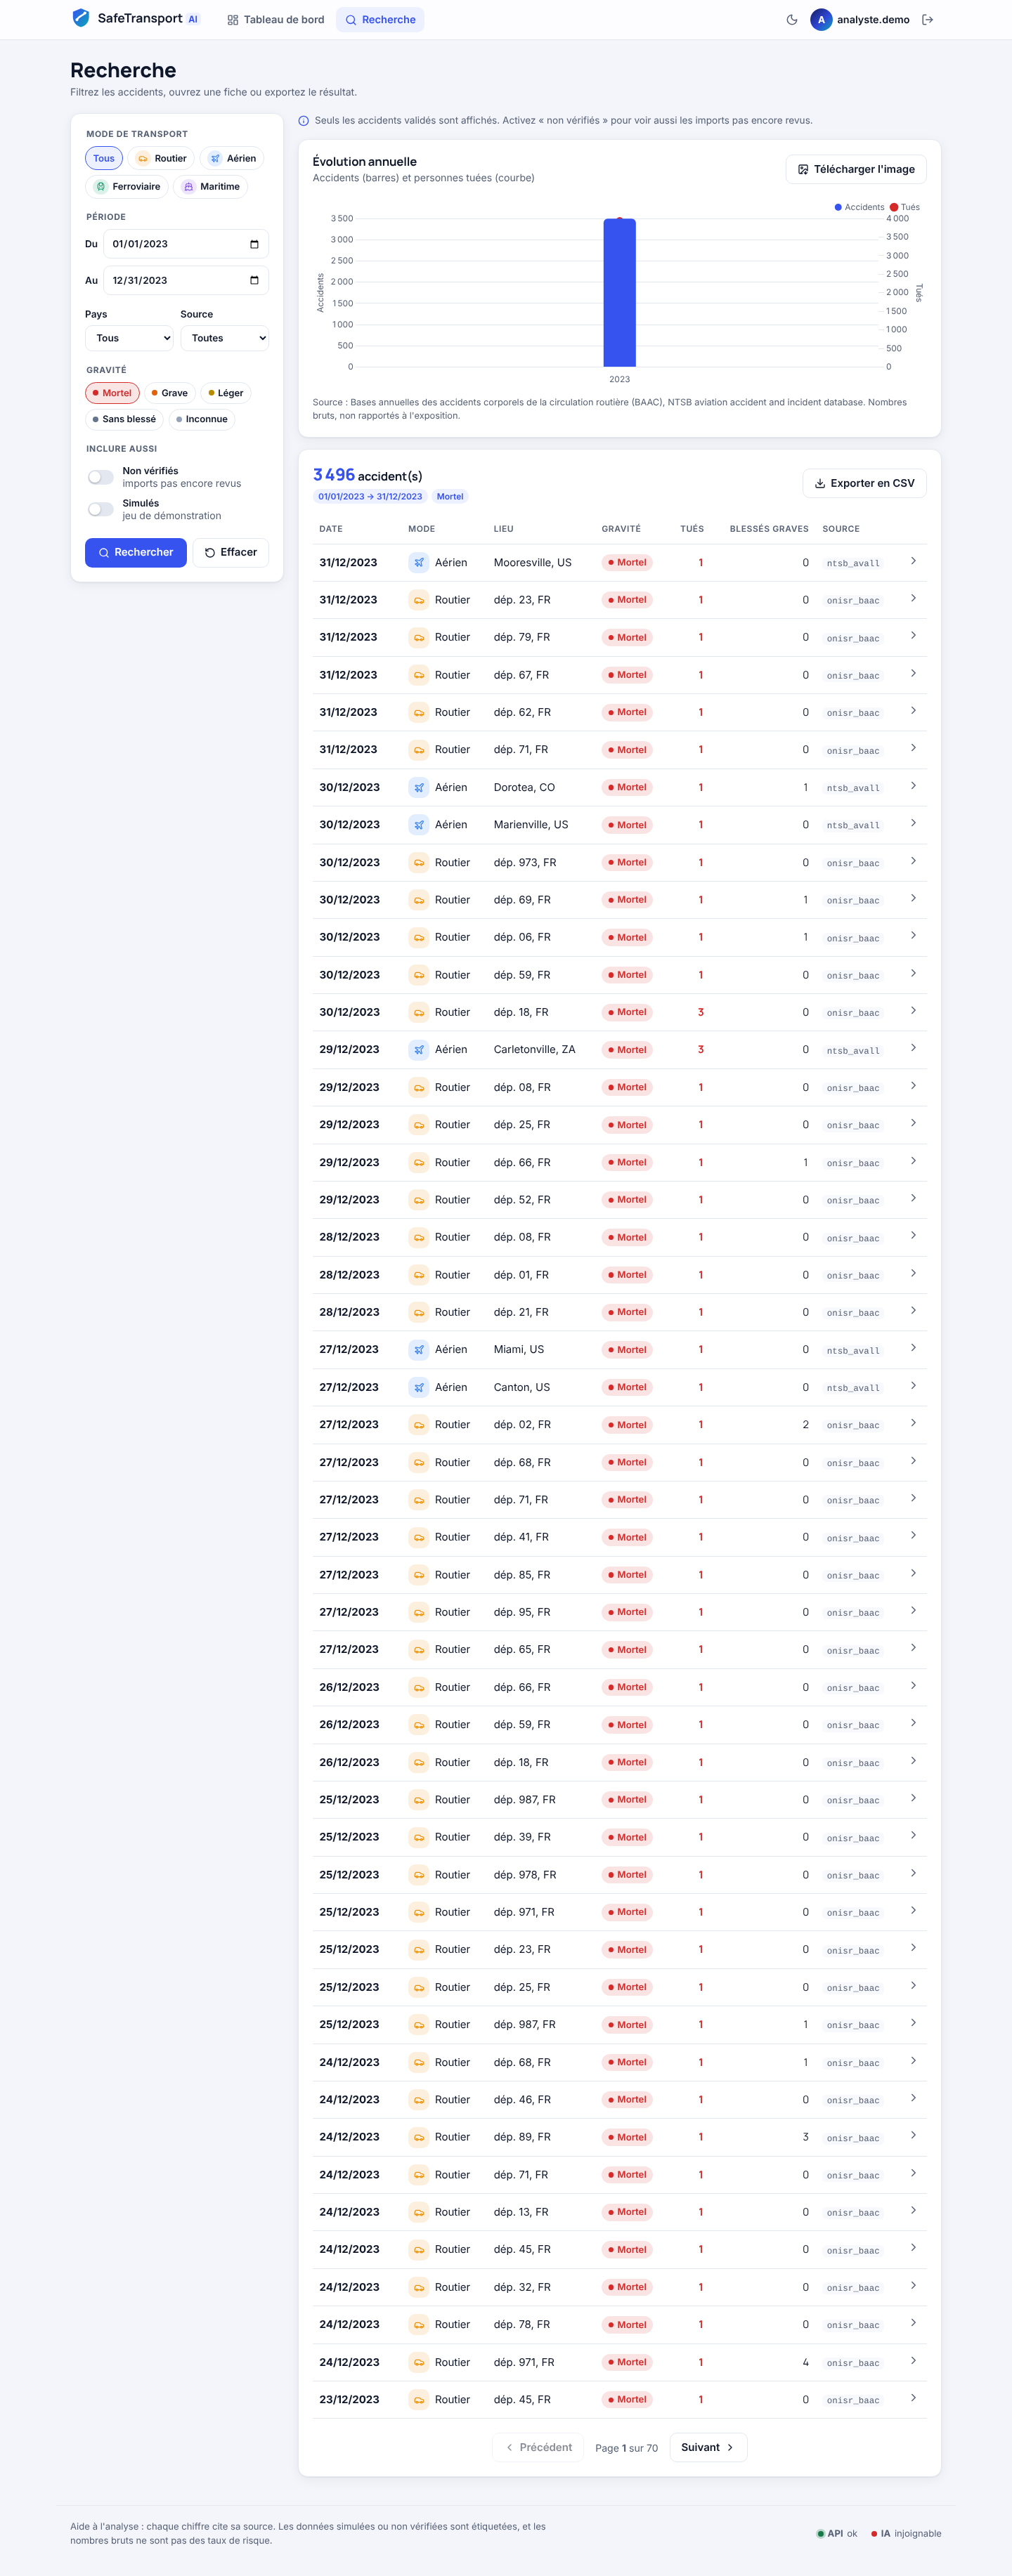 SafeTransport AI
Tableau de bord
Recherche
A
analyste.demo
Recherche
Filtrez les accidents, ouvrez une fiche ou exportez le résultat.
MODE DE TRANSPORT
Tous Routier Aérien
Ferroviaire Maritime
PÉRIODE
Du 01/01/2023
Au 12/31/2023
Pays Source
Tous Toutes
GRAVITÉ
Mortel Grave Léger
Sans blessé Inconnue
INCLURE AUSSI
Non vérifiés
imports pas encore revus
Simulés
jeu de démonstration
Rechercher Effacer
Seuls les accidents validés sont affichés. Activez « non vérifiés » pour voir aussi les imports pas encore revus.
Évolution annuelle
Accidents (barres) et personnes tuées (courbe)
Télécharger l'image
Accidents Tués
Accidents
3 500
3 000
2 500
2 000
1 500
1 000
500
0
2023
4 000
3 500
3 000
2 500
2 000
1 500
1 000
500
0
Tués
Source : Bases annuelles des accidents corporels de la circulation routière (BAAC), NTSB aviation accident and incident database. Nombres
bruts, non rapportés à l'exposition.
3 496 accident(s)
01/01/2023 → 31/12/2023 Mortel
Exporter en CSV
DATE MODE LIEU GRAVITÉ TUÉS BLESSÉS GRAVES SOURCE
31/12/2023 Aérien Mooresville, US Mortel 1 0 ntsb_avall
31/12/2023 Routier dép. 23, FR Mortel 1 0 onisr_baac
31/12/2023 Routier dép. 79, FR Mortel 1 0 onisr_baac
31/12/2023 Routier dép. 67, FR Mortel 1 0 onisr_baac
31/12/2023 Routier dép. 62, FR Mortel 1 0 onisr_baac
31/12/2023 Routier dép. 71, FR Mortel 1 0 onisr_baac
30/12/2023 Aérien Dorotea, CO Mortel 1 1 ntsb_avall
30/12/2023 Aérien Marienville, US Mortel 1 0 ntsb_avall
30/12/2023 Routier dép. 973, FR Mortel 1 0 onisr_baac
30/12/2023 Routier dép. 69, FR Mortel 1 1 onisr_baac
30/12/2023 Routier dép. 06, FR Mortel 1 1 onisr_baac
30/12/2023 Routier dép. 59, FR Mortel 1 0 onisr_baac
30/12/2023 Routier dép. 18, FR Mortel 3 0 onisr_baac
29/12/2023 Aérien Carletonville, ZA Mortel 3 0 ntsb_avall
29/12/2023 Routier dép. 08, FR Mortel 1 0 onisr_baac
29/12/2023 Routier dép. 25, FR Mortel 1 0 onisr_baac
29/12/2023 Routier dép. 66, FR Mortel 1 1 onisr_baac
29/12/2023 Routier dép. 52, FR Mortel 1 0 onisr_baac
28/12/2023 Routier dép. 08, FR Mortel 1 0 onisr_baac
28/12/2023 Routier dép. 01, FR Mortel 1 0 onisr_baac
28/12/2023 Routier dép. 21, FR Mortel 1 0 onisr_baac
27/12/2023 Aérien Miami, US Mortel 1 0 ntsb_avall
27/12/2023 Aérien Canton, US Mortel 1 0 ntsb_avall
27/12/2023 Routier dép. 02, FR Mortel 1 2 onisr_baac
27/12/2023 Routier dép. 68, FR Mortel 1 0 onisr_baac
27/12/2023 Routier dép. 71, FR Mortel 1 0 onisr_baac
27/12/2023 Routier dép. 41, FR Mortel 1 0 onisr_baac
27/12/2023 Routier dép. 85, FR Mortel 1 0 onisr_baac
27/12/2023 Routier dép. 95, FR Mortel 1 0 onisr_baac
27/12/2023 Routier dép. 65, FR Mortel 1 0 onisr_baac
26/12/2023 Routier dép. 66, FR Mortel 1 0 onisr_baac
26/12/2023 Routier dép. 59, FR Mortel 1 0 onisr_baac
26/12/2023 Routier dép. 18, FR Mortel 1 0 onisr_baac
25/12/2023 Routier dép. 987, FR Mortel 1 0 onisr_baac
25/12/2023 Routier dép. 39, FR Mortel 1 0 onisr_baac
25/12/2023 Routier dép. 978, FR Mortel 1 0 onisr_baac
25/12/2023 Routier dép. 971, FR Mortel 1 0 onisr_baac
25/12/2023 Routier dép. 23, FR Mortel 1 0 onisr_baac
25/12/2023 Routier dép. 25, FR Mortel 1 0 onisr_baac
25/12/2023 Routier dép. 987, FR Mortel 1 1 onisr_baac
24/12/2023 Routier dép. 68, FR Mortel 1 1 onisr_baac
24/12/2023 Routier dép. 46, FR Mortel 1 0 onisr_baac
24/12/2023 Routier dép. 89, FR Mortel 1 3 onisr_baac
24/12/2023 Routier dép. 71, FR Mortel 1 0 onisr_baac
24/12/2023 Routier dép. 13, FR Mortel 1 0 onisr_baac
24/12/2023 Routier dép. 45, FR Mortel 1 0 onisr_baac
24/12/2023 Routier dép. 32, FR Mortel 1 0 onisr_baac
24/12/2023 Routier dép. 78, FR Mortel 1 0 onisr_baac
24/12/2023 Routier dép. 971, FR Mortel 1 4 onisr_baac
23/12/2023 Routier dép. 45, FR Mortel 1 0 onisr_baac
Précédent Page 1 sur 70 Suivant
Aide à l'analyse : chaque chiffre cite sa source. Les données simulées ou non vérifiées sont étiquetées, et les
nombres bruts ne sont pas des taux de risque.
API ok IA injoignable